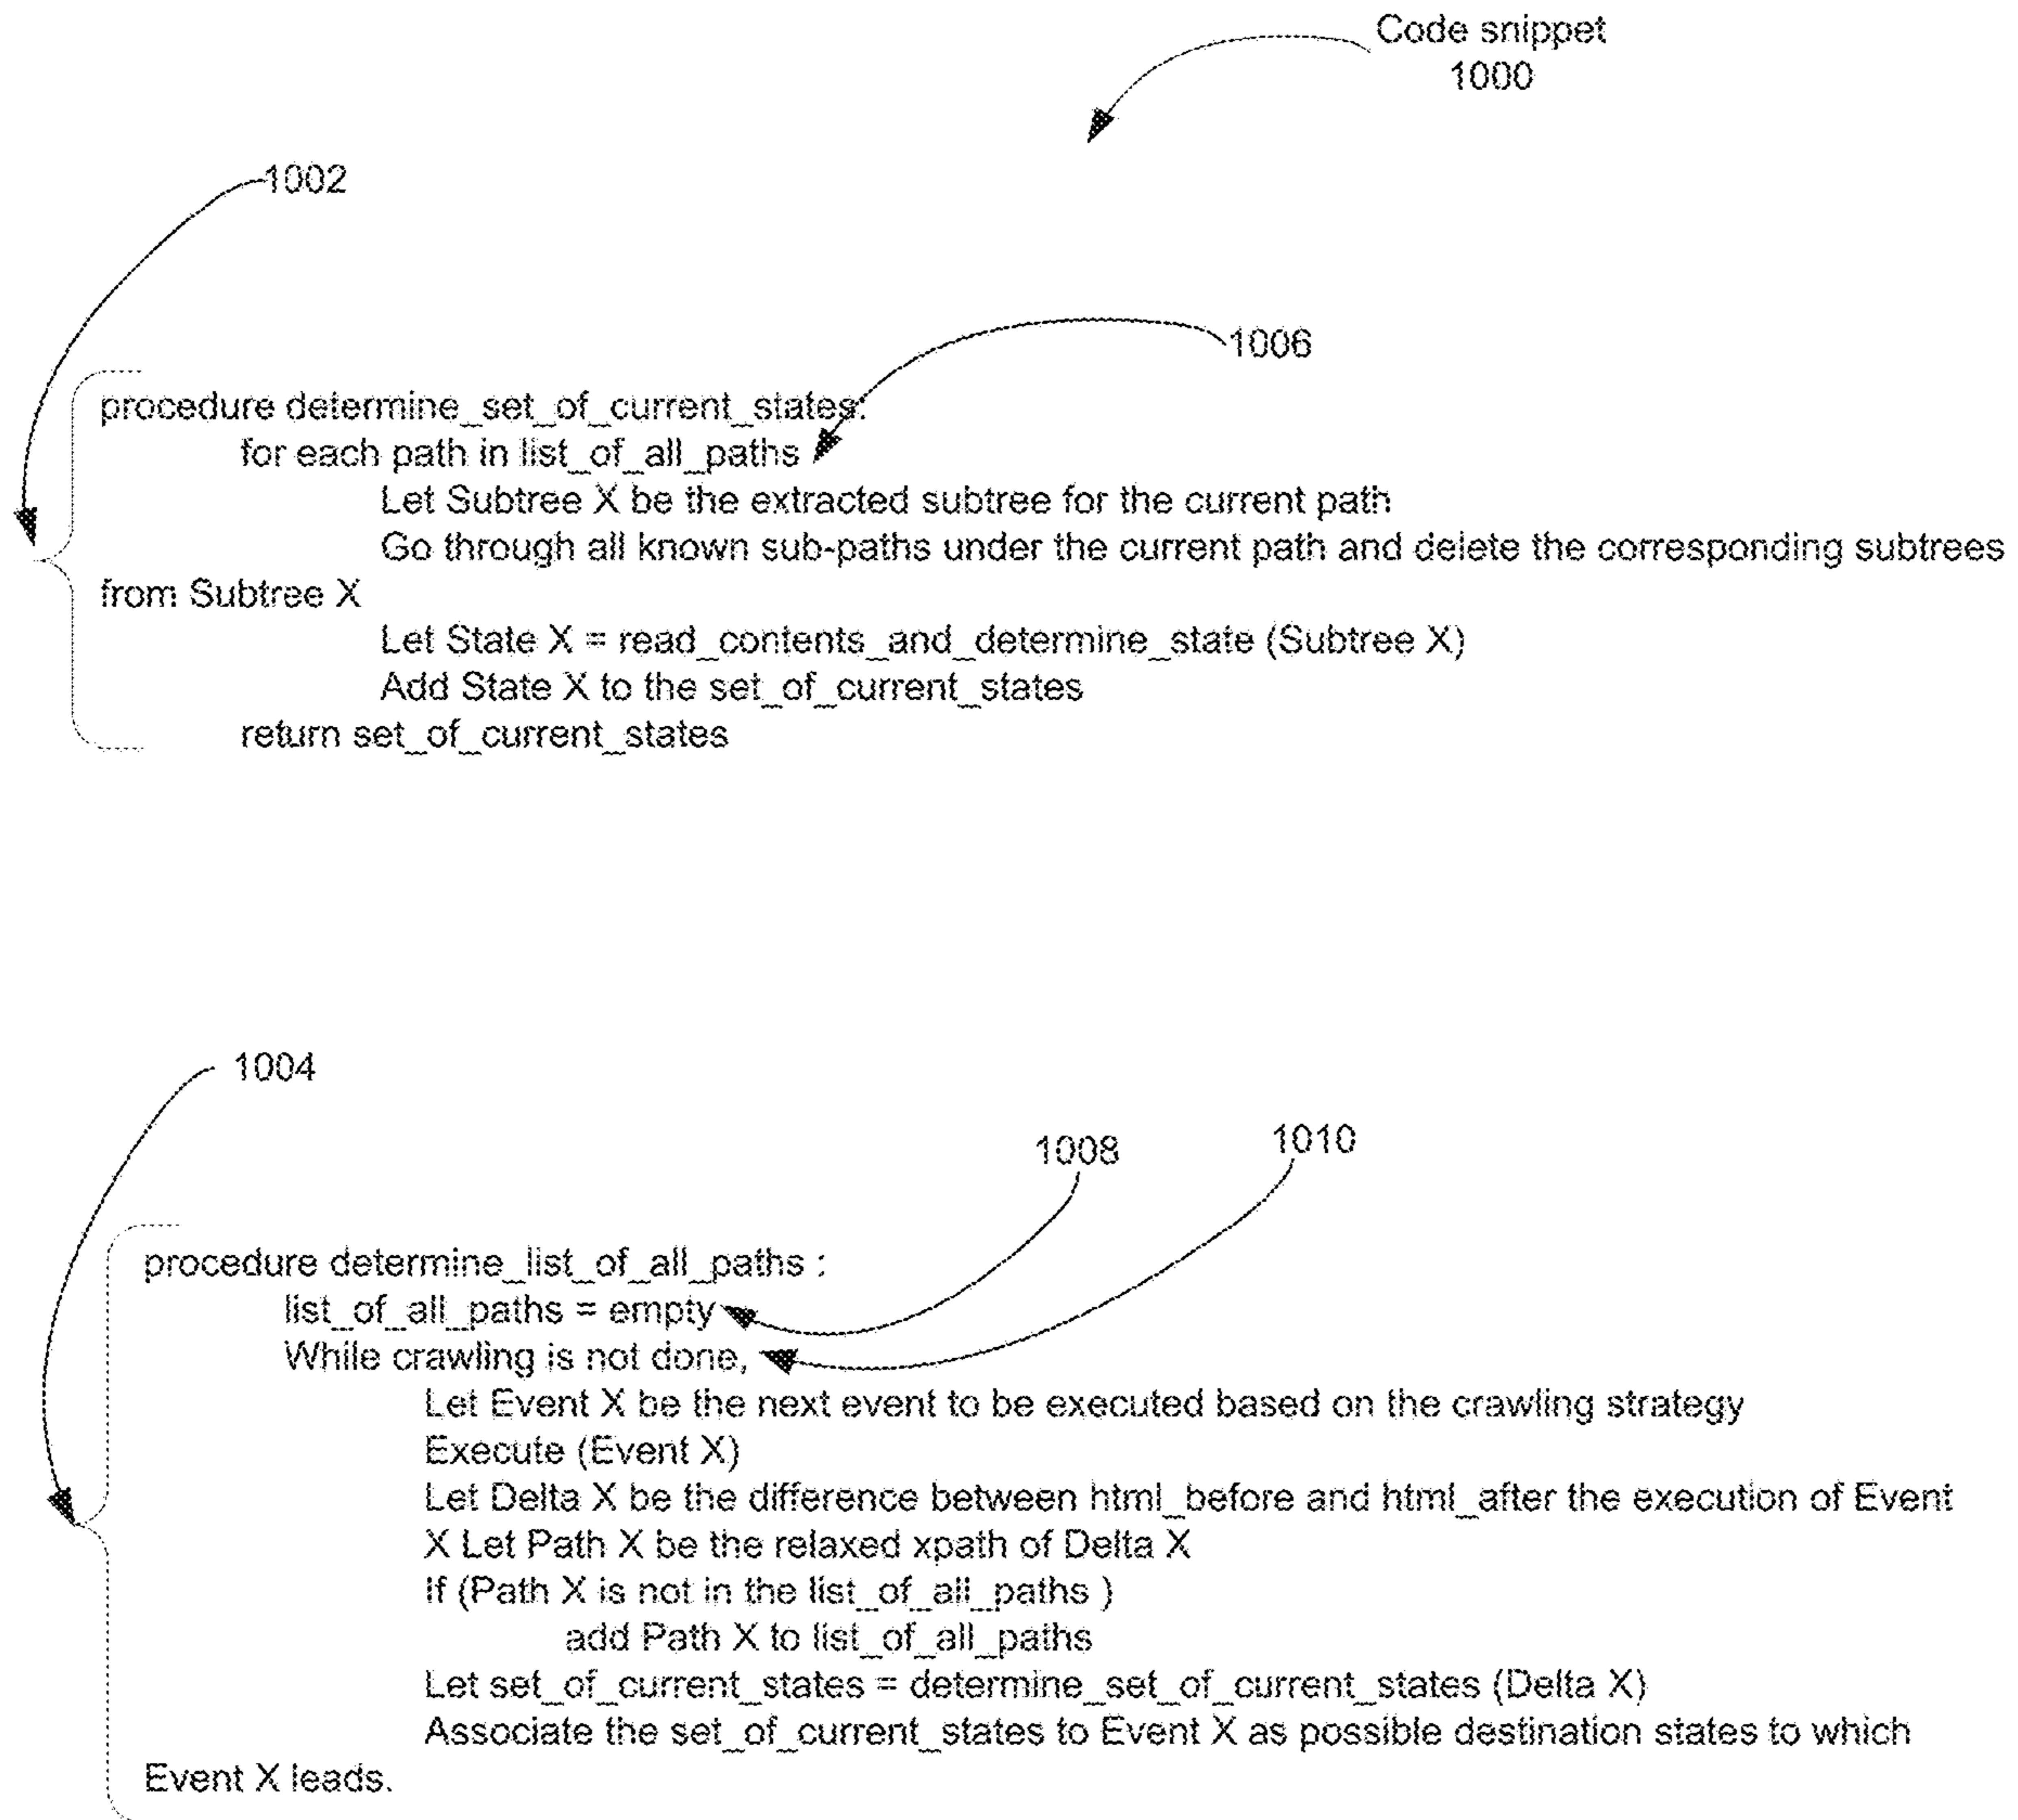 Code snippet
1000
1002
1006
procedure determine_set_of_current_states:
for each path in list_of_all_paths
Let Subtree X be the extracted subtree for the current path
Go through all known sub-paths under the current path and delete the corresponding subtrees
from Subtree X
Let State X = read_contents_and_determine_state (Subtree X)
Add State X to the set_of_current_states
return set_of_current_states
1004
1008
1010
procedure determine_list_of_all_paths :
list_of_all_paths = empty
While crawling is not done,
Let Event X be the next event to be executed based on the crawling strategy
Execute (Event X)
Let Delta X be the difference between html_before and html_after the execution of Event
X Let Path X be the relaxed xpath of Delta X
If (Path X is not in the list_of_all_paths )
add Path X to list_of_all_paths
Let set_of_current_states = determine_set_of_current_states (Delta X)
Associate the set_of_current_states to Event X as possible destination states to which
Event X leads.